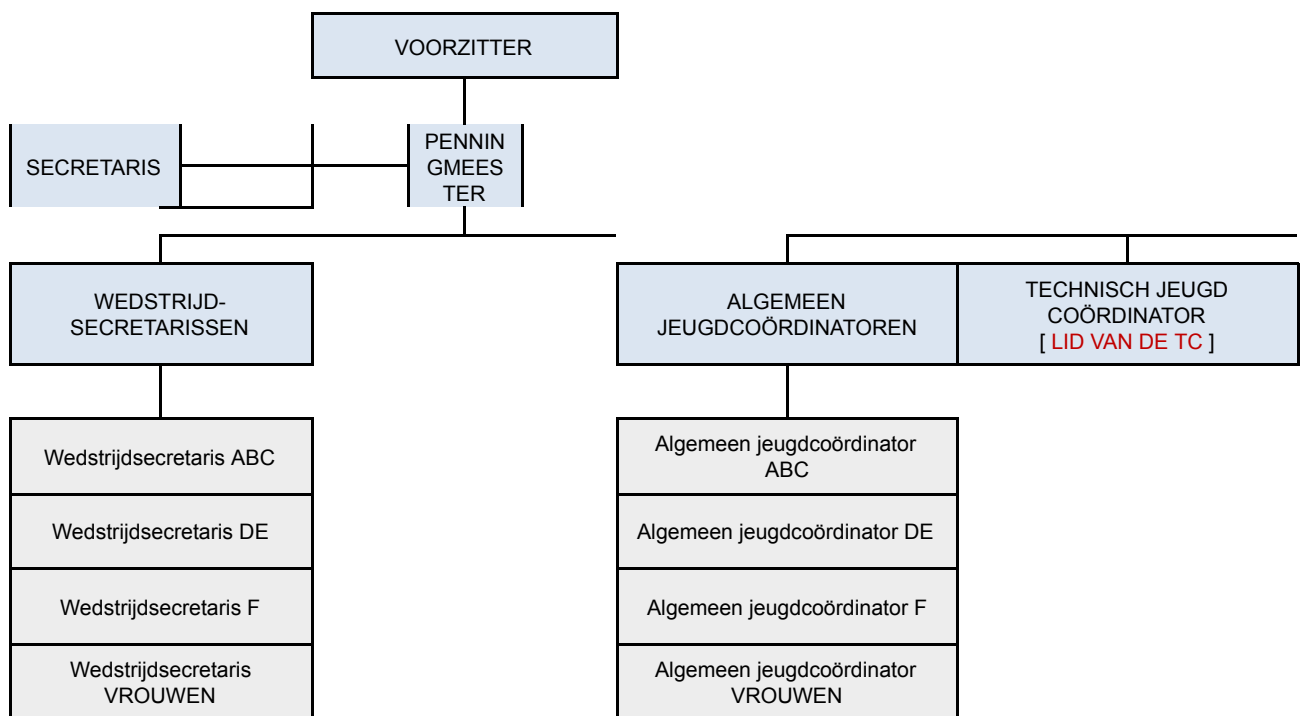 VOORZITTER
SECRETARIS
PENNIN
GMEES
TER
WEDSTRIJD-
SECRETARISSEN
ALGEMEEN
JEUGDCOÖRDINATOREN
TECHNISCH JEUGD
COÖRDINATOR
[ LID VAN DE TC ]
Wedstrijdsecretaris ABC
Wedstrijdsecretaris DE
Wedstrijdsecretaris F
Wedstrijdsecretaris
VROUWEN
Algemeen jeugdcoördinator
ABC
Algemeen jeugdcoördinator DE
Algemeen jeugdcoördinator F
Algemeen jeugdcoördinator
VROUWEN